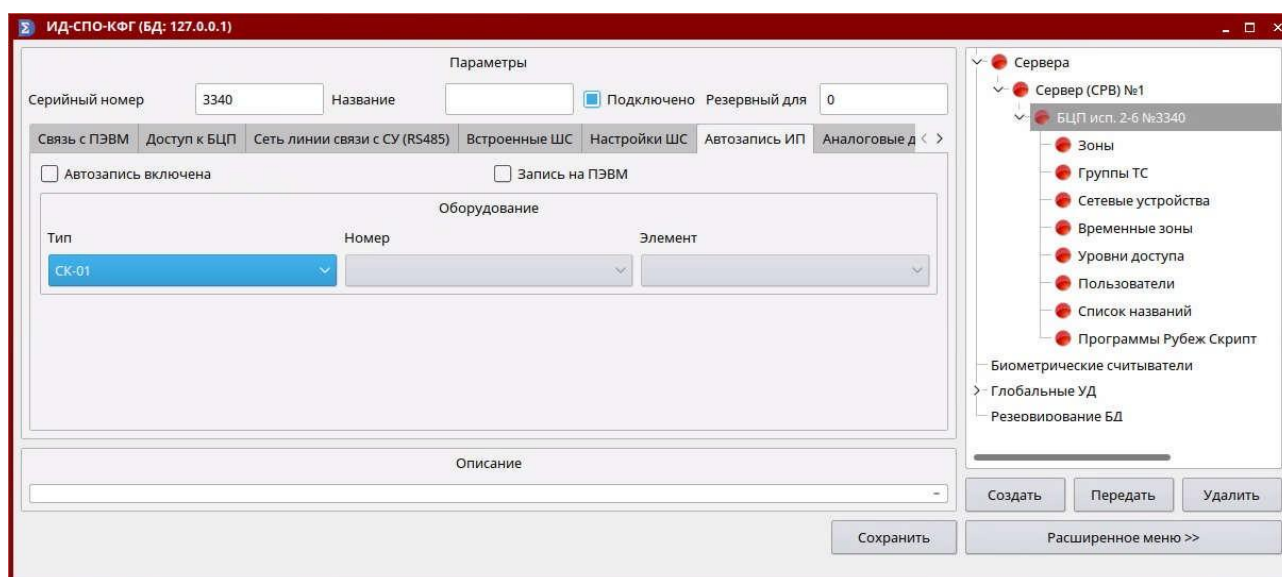 ИД-СПО-КФГ (БД: 127.0.0.1)
Параметры
Серийный номер 3340 Название Подключено Резервный для 0
Связь с ПЭВМ Доступ к БЦП Сеть линии связи с СУ (RS485) Встроенные ШС Настройки ШС Автозапись ИП Аналоговые д
Автозапись включена Запись на ПЭВМ
Оборудование
Тип Номер Элемент
СК-01
Описание
Сохранить
Сервера
Сервер (СРВ) №1
БЦП исп. 2-6 №3340
Зоны
Группы ТС
Сетевые устройства
Временные зоны
Уровни доступа
Пользователи
Список названий
Программы Рубеж Скрипт
Биометрические считыватели
Глобальные УД
Резервирование БД
Создать Передать Удалить
Расширенное меню >>